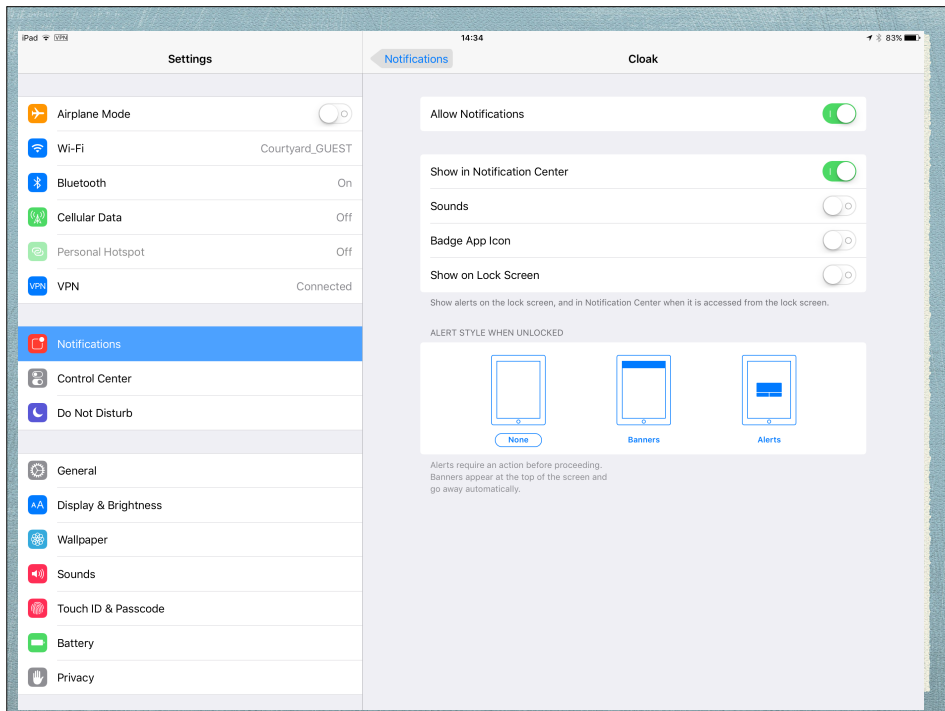 iPad VPN 14:34 83%
Settings
Notifications Cloak
Airplane Mode
Wi-Fi Courtyard_GUEST
Bluetooth On
Cellular Data Off
Personal Hotspot Off
VPN VPN Connected
Notifications
Control Center
Do Not Disturb
General
AA Display & Brightness
Wallpaper
Sounds
Touch ID & Passcode
Battery
Privacy
Allow Notifications
Show in Notification Center
Sounds
Badge App Icon
Show on Lock Screen
Show alerts on the lock screen, and in Notification Center when it is accessed from the lock screen.
ALERT STYLE WHEN UNLOCKED
None Banners Alerts
Alerts require an action before proceeding.
Banners appear at the top of the screen and
go away automatically.